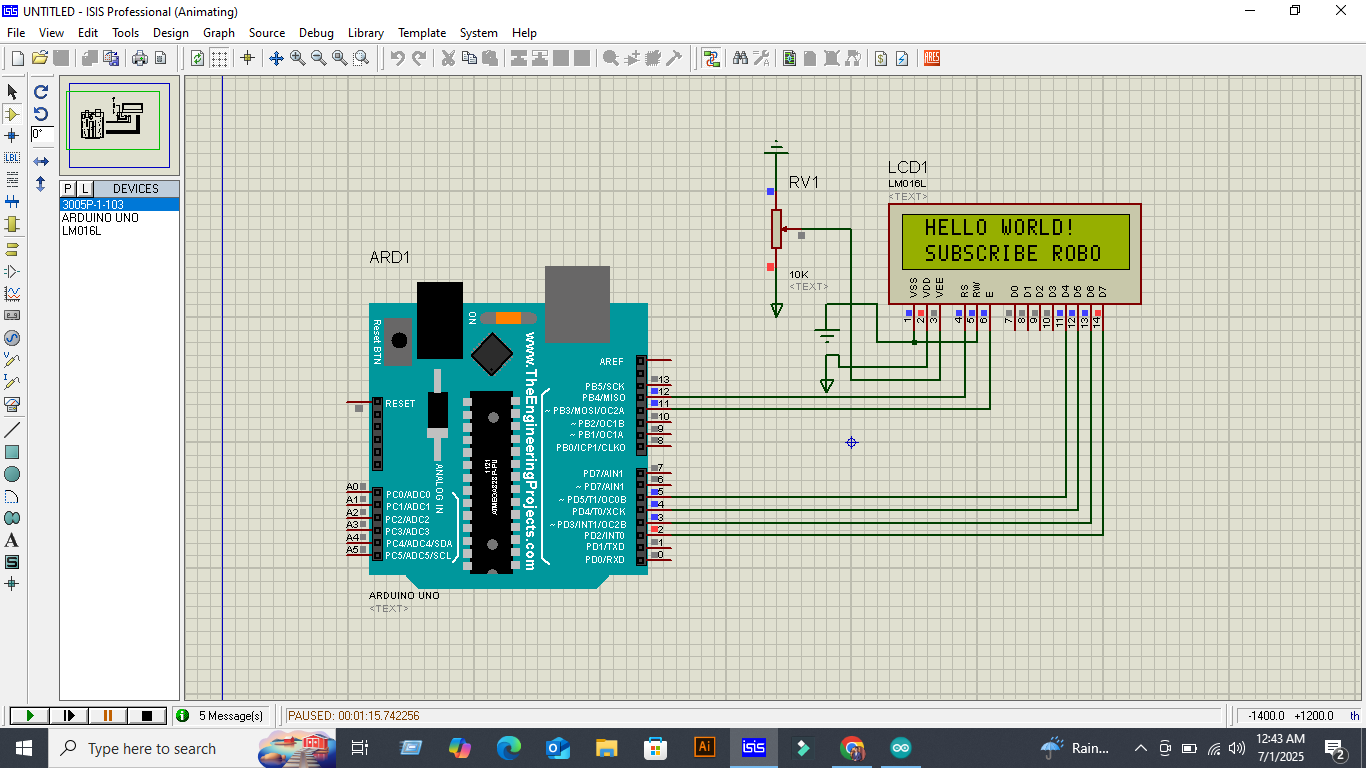 UNTITLED - ISIS Professional (Animating)
File View Edit Tools Design Graph Source Debug Library Template System Help
ARES
LBL
0°
P L DEVICES
3005P-1-103
ARDUINO UNO
LM016L
A
S
ARD1
ARDUINO UNO
<TEXT>
Reset BTN
ON
www.TheEngineeringProjects.com
ANALOG IN
1121
RESET
A0 PC0/ADC0
A1 PC1/ADC1
A2 PC2/ADC2
A3 PC3/ADC3
A4 PC4/ADC4/SDA
A5 PC5/ADC5/SCL
AREF
PB5/SCK 13
PB4/MISO 12
~ PB3/MOSI/OC2A 11
~ PB2/OC1B 10
~ PB1/OC1A 9
PB0/ICP1/CLKO 8
PD7/AIN1 7
~ PD7/AIN1 6
~ PD5/T1/OC0B 5
PD4/T0/XCK 4
~ PD3/INT1/OC2B 3
PD2/INT0 2
PD1/TXD 1
PD0/RXD 0
RV1
10K
<TEXT>
LCD1
LM016L
<TEXT>
HELLO WORLD!
SUBSCRIBE ROBO
VSS VDD VEE RS RW E D0 D1 D2 D3 D4 D5 D6 D7
1 2 3 4 5 6 7 8 9 10 11 12 13 14
5 Message(s) PAUSED: 00:01:15.742256 -1400.0 +1200.0 th
Type here to search
Ai
isis
Rain...
12:43 AM
7/1/2025
2